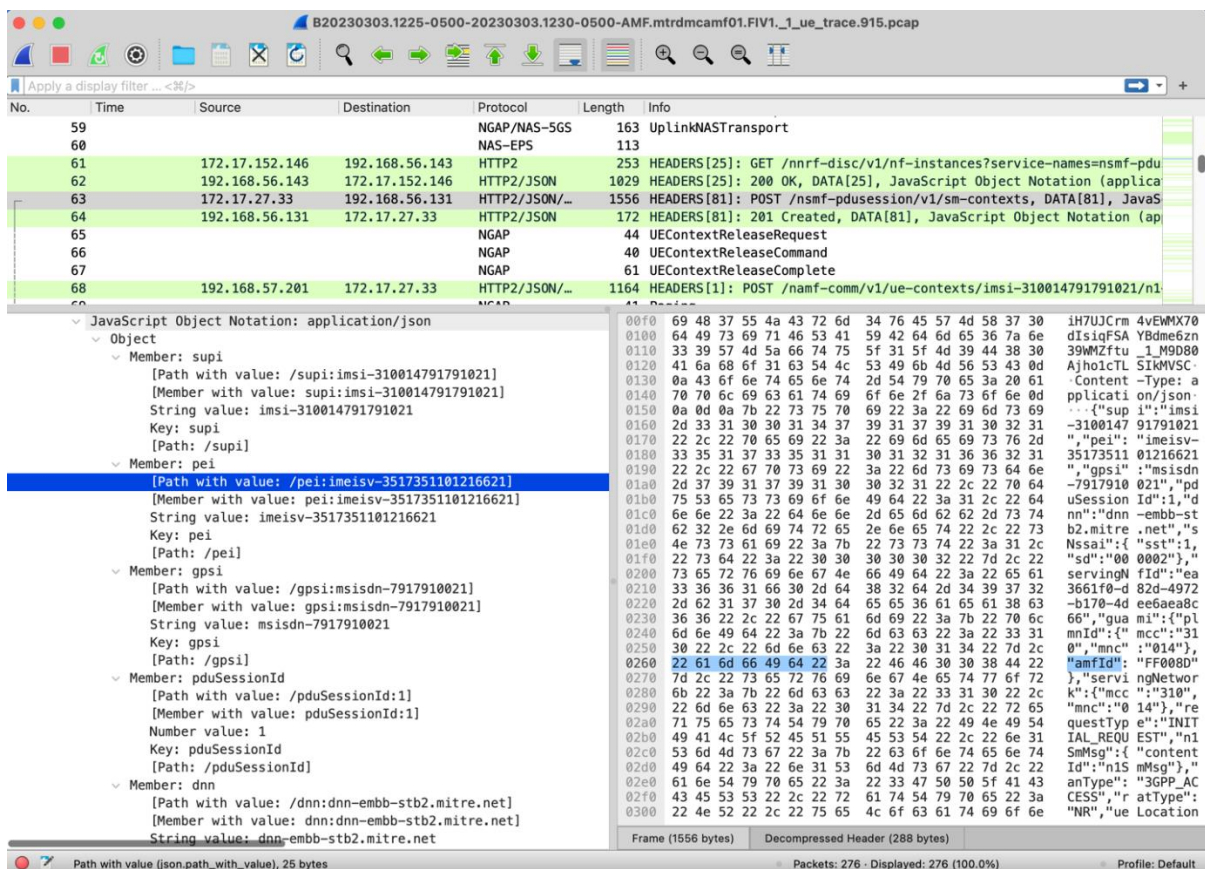 B20230303.1225-0500-20230303.1230-0500-AMF.mtrdmcamf01.FIV1._1_ue_trace.915.pcap
Apply a display filter ... <⌘/>
No. Time Source Destination Protocol Length Info
59 NGAP/NAS-5GS 163 UplinkNASTransport
60 NAS-EPS 113
61 172.17.152.146 192.168.56.143 HTTP2 253 HEADERS[25]: GET /nnrf-disc/v1/nf-instances?service-names=nsmf-pdu
62 192.168.56.143 172.17.152.146 HTTP2/JSON 1029 HEADERS[25]: 200 OK, DATA[25], JavaScript Object Notation (applica
63 172.17.27.33 192.168.56.131 HTTP2/JSON/… 1556 HEADERS[81]: POST /nsmf-pdusession/v1/sm-contexts, DATA[81], JavaS
64 192.168.56.131 172.17.27.33 HTTP2/JSON 172 HEADERS[81]: 201 Created, DATA[81], JavaScript Object Notation (ap
65 NGAP 44 UEContextReleaseRequest
66 NGAP 40 UEContextReleaseCommand
67 NGAP 61 UEContextReleaseComplete
68 192.168.57.201 172.17.27.33 HTTP2/JSON/… 1164 HEADERS[1]: POST /namf-comm/v1/ue-contexts/imsi-310014791791021/n1
JavaScript Object Notation: application/json
Object
Member: supi
[Path with value: /supi:imsi-310014791791021]
[Member with value: supi:imsi-310014791791021]
String value: imsi-310014791791021
Key: supi
[Path: /supi]
Member: pei
[Path with value: /pei:imeisv-3517351101216621]
[Member with value: pei:imeisv-3517351101216621]
String value: imeisv-3517351101216621
Key: pei
[Path: /pei]
Member: gpsi
[Path with value: /gpsi:msisdn-7917910021]
[Member with value: gpsi:msisdn-7917910021]
String value: msisdn-7917910021
Key: gpsi
[Path: /gpsi]
Member: pduSessionId
[Path with value: /pduSessionId:1]
[Member with value: pduSessionId:1]
Number value: 1
Key: pduSessionId
[Path: /pduSessionId]
Member: dnn
[Path with value: /dnn:dnn-embb-stb2.mitre.net]
[Member with value: dnn:dnn-embb-stb2.mitre.net]
String value: dnn-embb-stb2.mitre.net
00f0 69 48 37 55 4a 43 72 6d 34 76 45 57 4d 58 37 30 iH7UJCrm 4vEWMX70
0100 64 49 73 69 71 46 53 41 59 42 64 6d 65 36 7a 6e dIsiqFSA YBdme6zn
0110 33 39 57 4d 5a 66 74 75 5f 31 5f 4d 39 44 38 30 39WMZftu _1_M9D80
0120 41 6a 68 6f 31 63 54 4c 53 49 6b 4d 56 53 43 0d Ajho1cTL SIkMVSC·
0130 0a 43 6f 6e 74 65 6e 74 2d 54 79 70 65 3a 20 61 ·Content -Type: a
0140 70 70 6c 69 63 61 74 69 6f 6e 2f 6a 73 6f 6e 0d pplicati on/json·
0150 0a 0d 0a 7b 22 73 75 70 69 22 3a 22 69 6d 73 69 ···{"sup i":"imsi
0160 2d 33 31 30 30 31 34 37 39 31 37 39 31 30 32 31 -3100147 91791021
0170 22 2c 22 70 65 69 22 3a 22 69 6d 65 69 73 76 2d ","pei": "imeisv-
0180 33 35 31 37 33 35 31 31 30 31 32 31 36 36 32 31 35173511 01216621
0190 22 2c 22 67 70 73 69 22 3a 22 6d 73 69 73 64 6e ","gpsi" :"msisdn
01a0 2d 37 39 31 37 39 31 30 30 32 31 22 2c 22 70 64 -7917910 021","pd
01b0 75 53 65 73 73 69 6f 6e 49 64 22 3a 31 2c 22 64 uSession Id":1,"d
01c0 6e 6e 22 3a 22 64 6e 6e 2d 65 6d 62 62 2d 73 74 nn":"dnn -embb-st
01d0 62 32 2e 6d 69 74 72 65 2e 6e 65 74 22 2c 22 73 b2.mitre .net","s
01e0 4e 73 73 61 69 22 3a 7b 22 73 73 74 22 3a 31 2c Nssai":{ "sst":1,
01f0 22 73 64 22 3a 22 30 30 30 30 30 32 22 7d 2c 22 "sd":"00 0002"},"
0200 73 65 72 76 69 6e 67 4e 66 49 64 22 3a 22 65 61 servingN fId":"ea
0210 33 36 36 31 66 30 2d 64 38 32 64 2d 34 39 37 32 3661f0-d 82d-4972
0220 2d 62 31 37 30 2d 34 64 65 65 36 61 65 61 38 63 -b170-4d ee6aea8c
0230 36 36 22 2c 22 67 75 61 6d 69 22 3a 7b 22 70 6c 66","gua mi":{"pl
0240 6d 6e 49 64 22 3a 7b 22 6d 63 63 22 3a 22 33 31 mnId":{" mcc":"31
0250 30 22 2c 22 6d 6e 63 22 3a 22 30 31 34 22 7d 2c 0","mnc" :"014"},
0260 22 61 6d 66 49 64 22 3a 22 46 46 30 30 38 44 22 "amfId": "FF008D"
0270 7d 2c 22 73 65 72 76 69 6e 67 4e 65 74 77 6f 72 },"servi ngNetwor
0280 6b 22 3a 7b 22 6d 63 63 22 3a 22 33 31 30 22 2c k":{"mcc ":"310",
0290 22 6d 6e 63 22 3a 22 30 31 34 22 7d 2c 22 72 65 "mnc":"0 14"},"re
02a0 71 75 65 73 74 54 79 70 65 22 3a 22 49 4e 49 54 questTyp e":"INIT
02b0 49 41 4c 5f 52 45 51 55 45 53 54 22 2c 22 6e 31 IAL_REQU EST","n1
02c0 53 6d 4d 73 67 22 3a 7b 22 63 6f 6e 74 65 6e 74 SmMsg":{ "content
02d0 49 64 22 3a 22 6e 31 53 6d 4d 73 67 22 7d 2c 22 Id":"n1S mMsg"},"
02e0 61 6e 54 79 70 65 22 3a 22 33 47 50 50 5f 41 43 anType": "3GPP_AC
02f0 43 45 53 53 22 2c 22 72 61 74 54 79 70 65 22 3a CESS","r atType":
0300 22 4e 52 22 2c 22 75 65 4c 6f 63 61 74 69 6f 6e "NR","ue Location
Frame (1556 bytes) Decompressed Header (288 bytes)
Path with value (json.path_with_value), 25 bytes Packets: 276 · Displayed: 276 (100.0%) Profile: Default